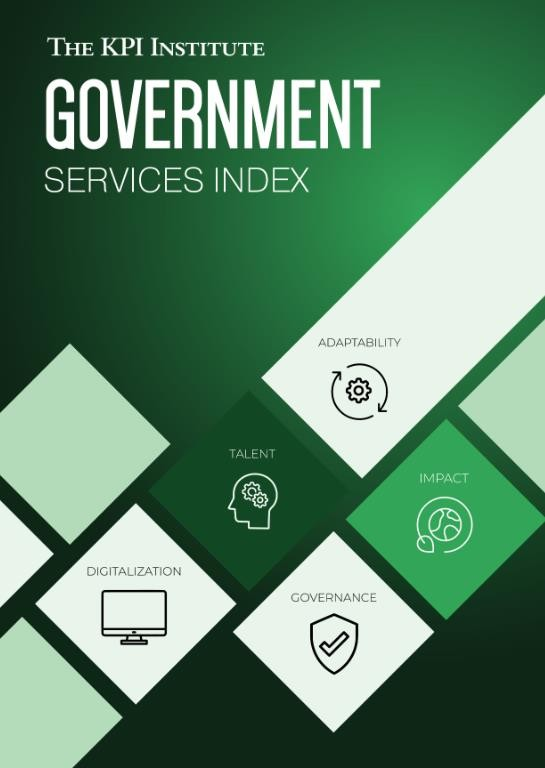 The KPI Institute
GOVERNMENT
SERVICES INDEX
ADAPTABILITY
TALENT
IMPACT
DIGITALIZATION
GOVERNANCE